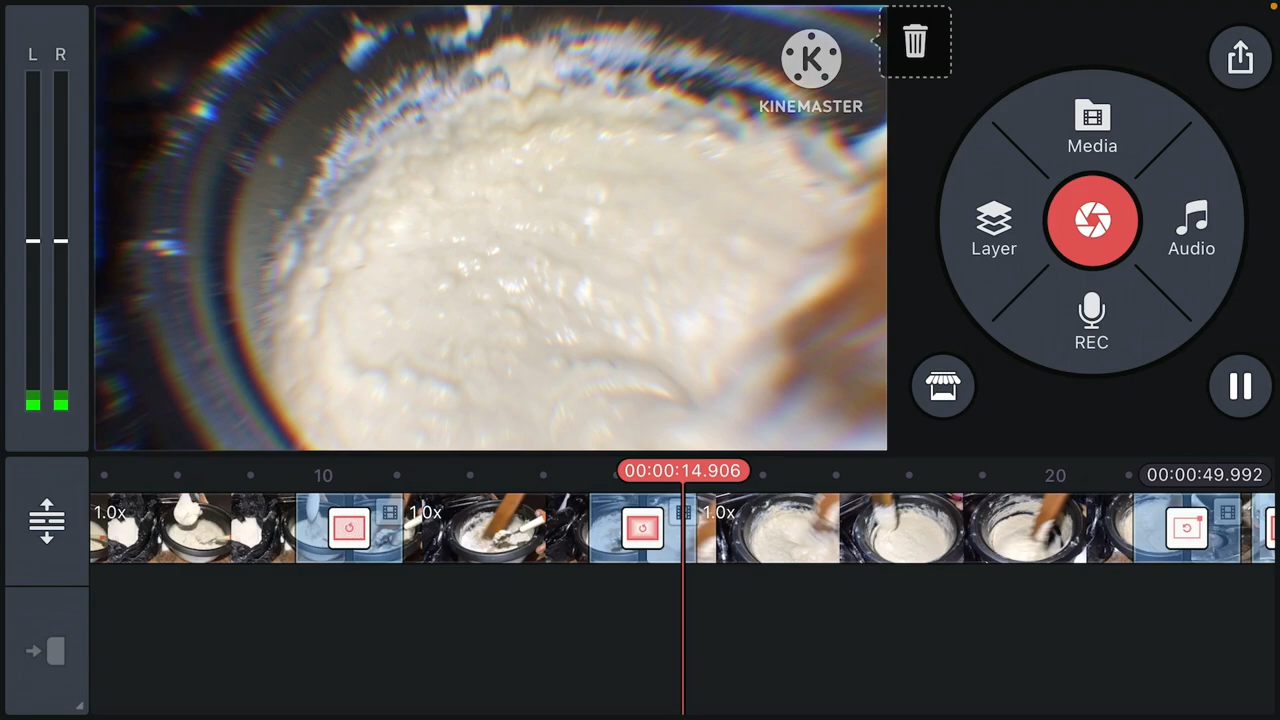 L R
K
KINEMASTER
Media
Layer
Audio
REC
10
00:00:14.906
20
00:00:49.992
1.0x
1.0x
1.0x